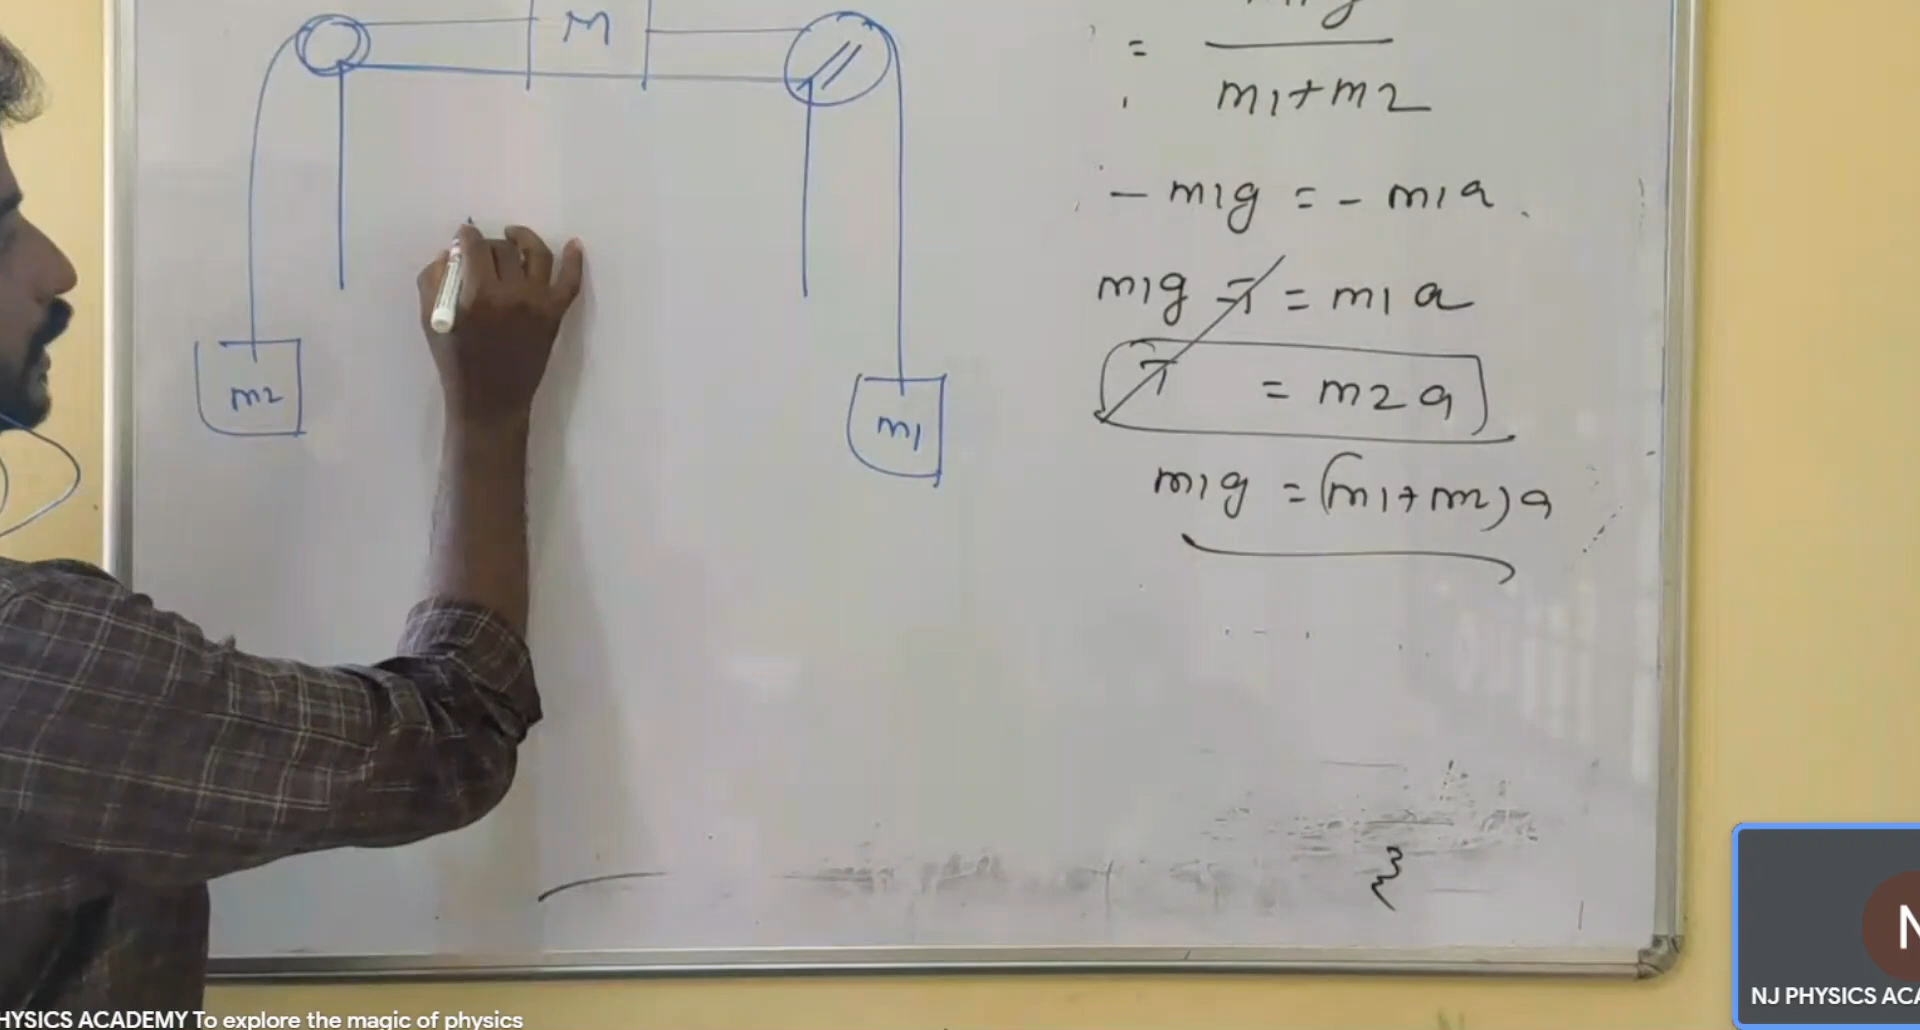 M
m2
m1
=
m1+m2
- m1g = - m1a
m1g - T = m1a
T = m2a
m1g = (m1+m2)a
N
NJ PHYSICS ACA
HYSICS ACADEMY To explore the magic of physics